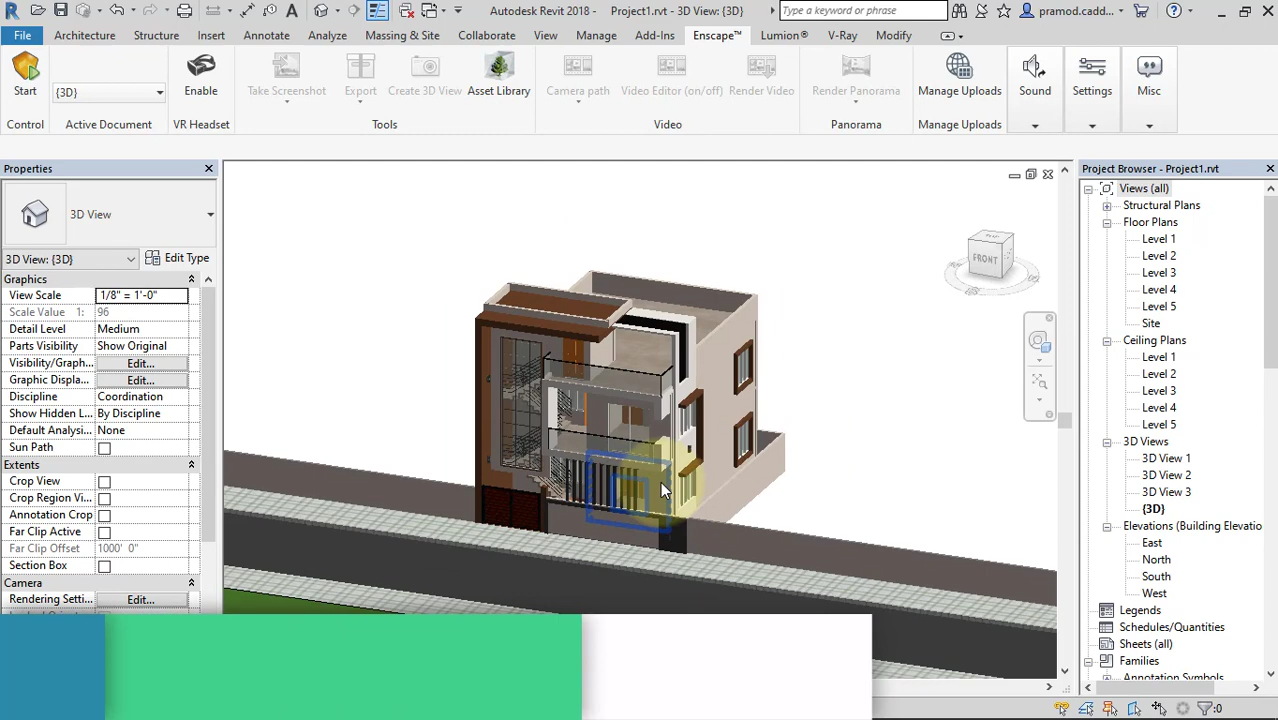 Autodesk Revit 2018 -    Project1.rvt - 3D View: {3D}
Type a keyword or phrase
pramod.cadd...
File Architecture Structure Insert Annotate Analyze Massing & Site Collaborate View Manage Add-Ins Enscape™ Lumion® V-Ray Modify
Start {3D} Enable Take Screenshot Export Create 3D View Asset Library Camera path Video Editor (on/off) Render Video Render Panorama Manage Uploads Sound Settings Misc
Control Active Document VR Headset Tools Video Panorama Manage Uploads
Properties
3D View
3D View: {3D} Edit Type
Graphics
View Scale 1/8" = 1'-0"
Scale Value 1: 96
Detail Level Medium
Parts Visibility Show Original
Visibility/Graph... Edit...
Graphic Displa... Edit...
Discipline Coordination
Show Hidden L... By Discipline
Default Analysi... None
Sun Path
Extents
Crop View
Crop Region Vi...
Annotation Crop
Far Clip Active
Far Clip Offset 1000' 0"
Section Box
Camera
Rendering Setti... Edit...
FRONT
Project Browser - Project1.rvt
Views (all)
Structural Plans
Floor Plans
Level 1
Level 2
Level 3
Level 4
Level 5
Site
Ceiling Plans
Level 1
Level 2
Level 3
Level 4
Level 5
3D Views
3D View 1
3D View 2
3D View 3
{3D}
Elevations (Building Elevatio
East
North
South
West
Legends
Schedules/Quantities
Sheets (all)
Families
Annotation Symbols
:0